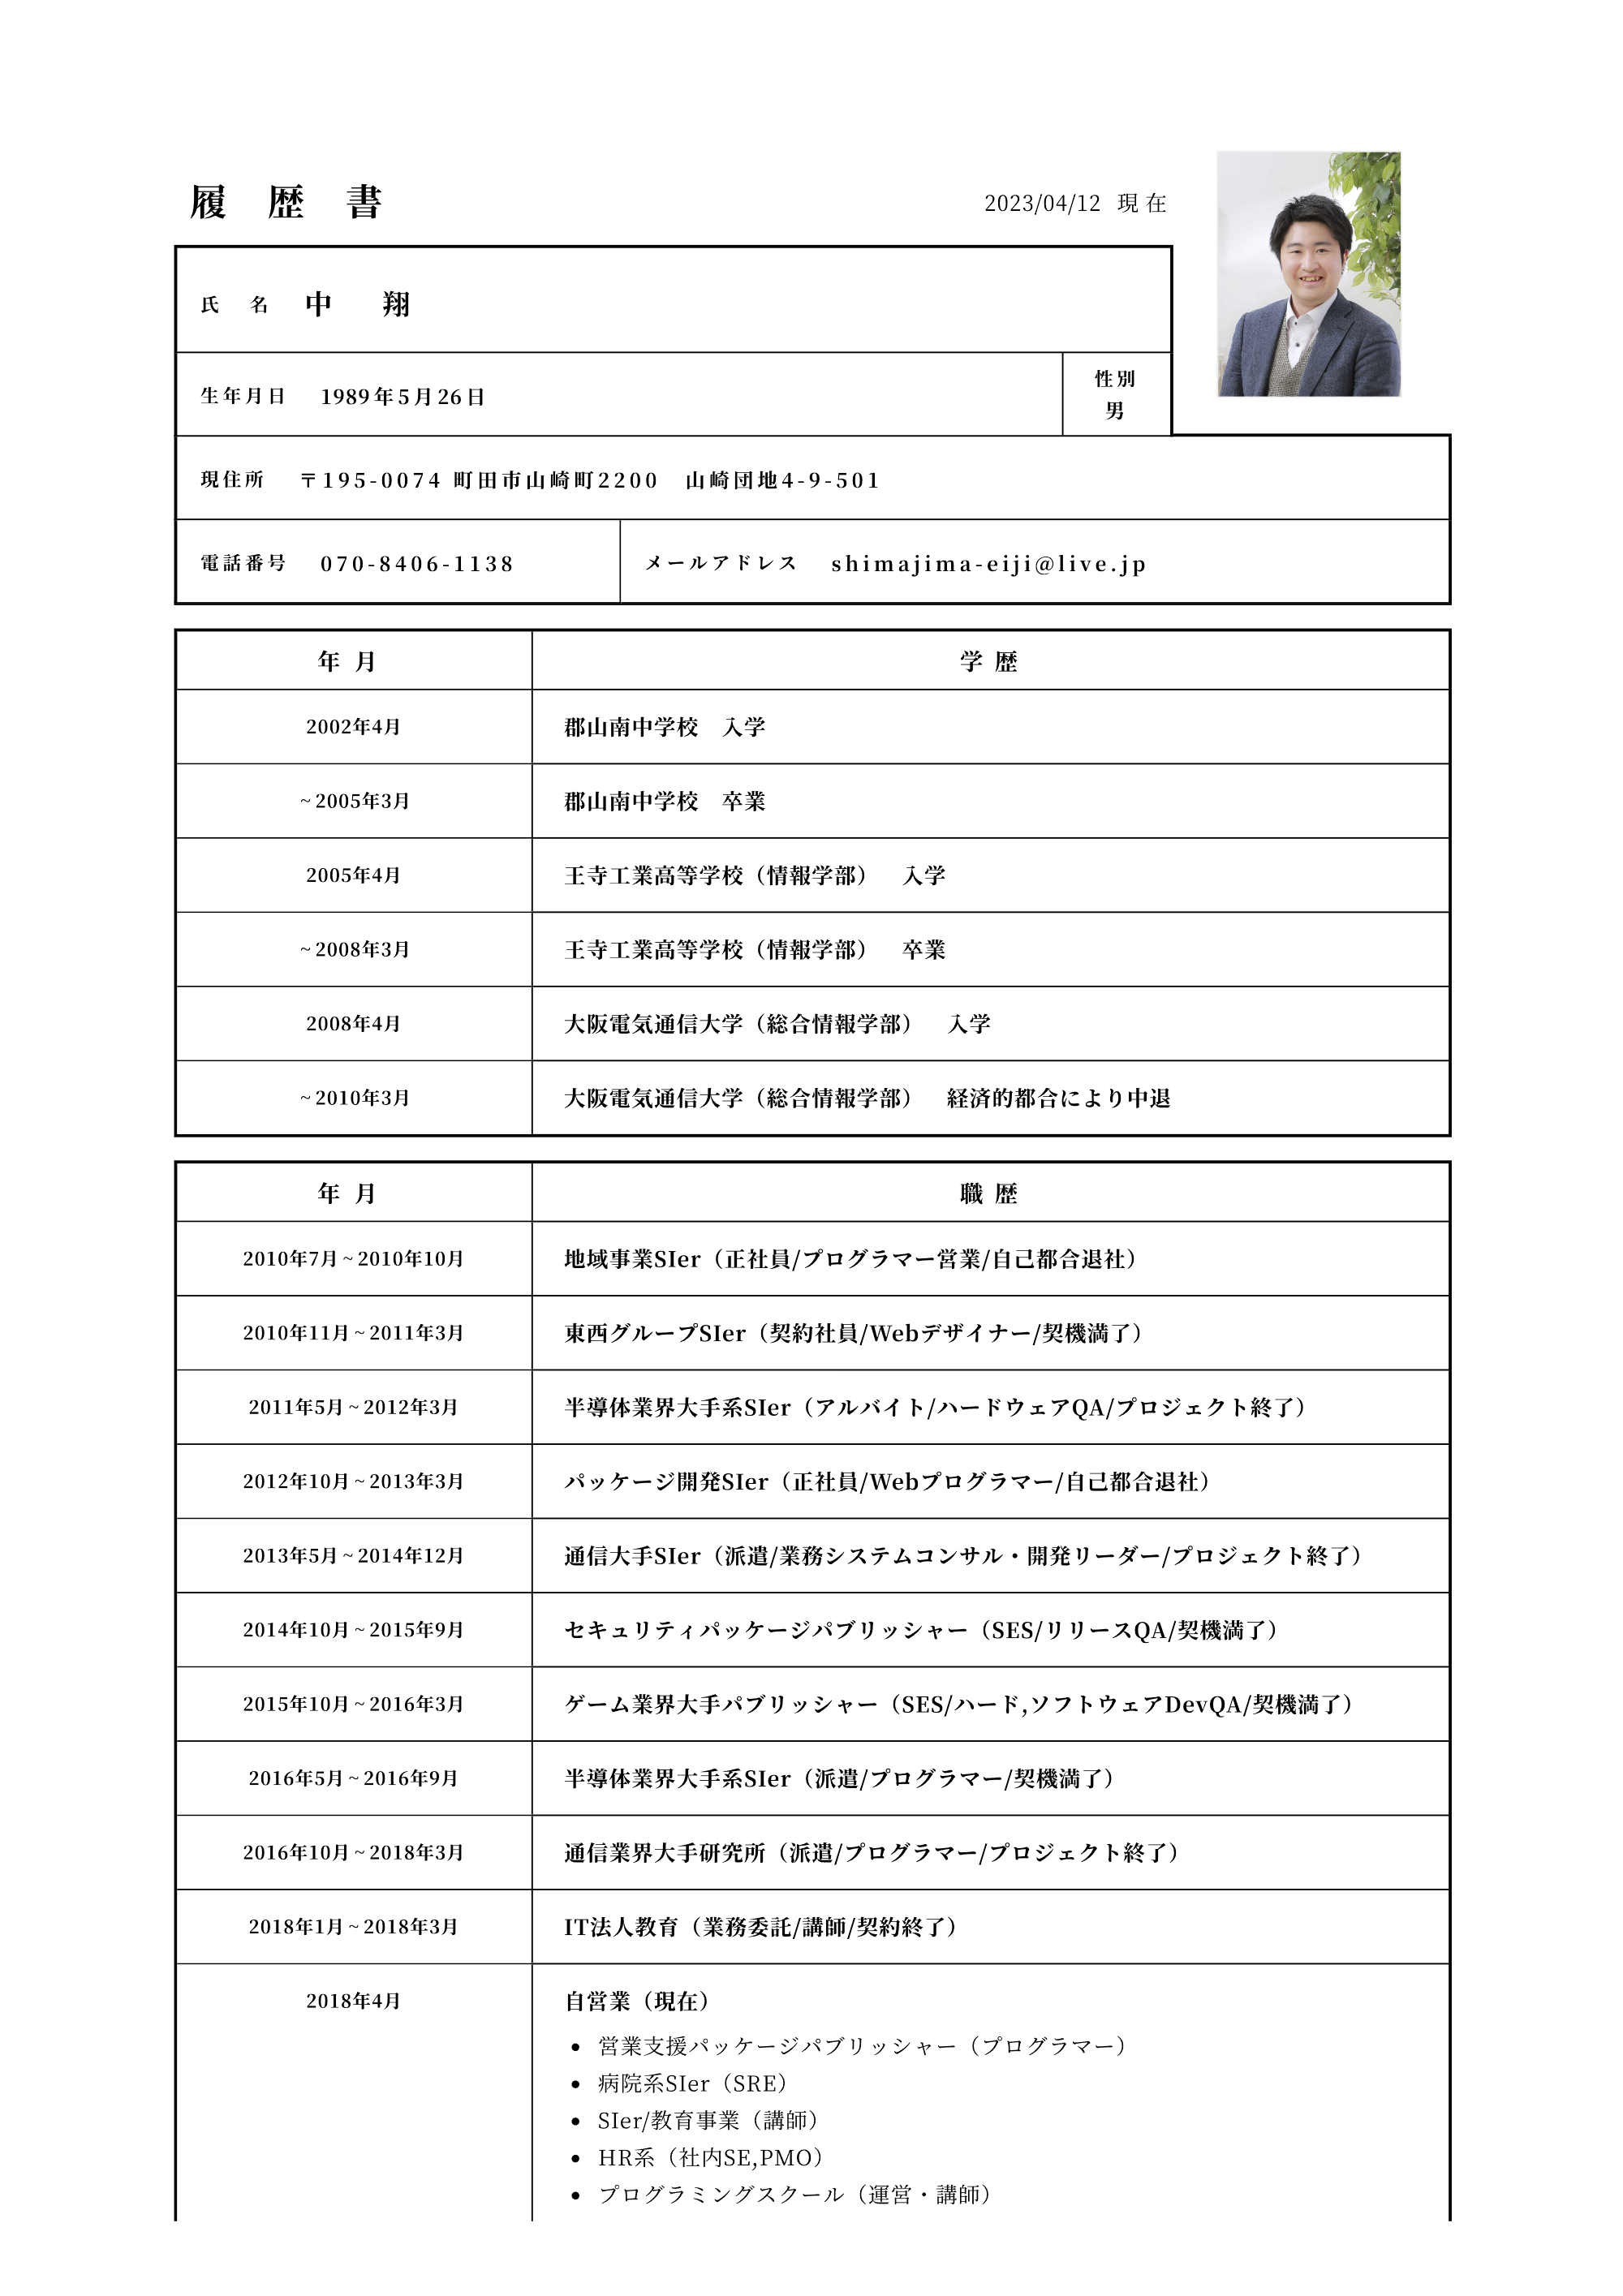 履 歴 書
2023/04/12 現在
氏 名 中 翔
生年月日 1989年5月26日
性別
男
現住所 〒195-0074 町田市山崎町2200 山崎団地4-9-501
電話番号 070-8406-1138 メールアドレス shimajima-eiji@live.jp
年 月 学 歴
2002年4月 郡山南中学校 入学
~ 2005年3月 郡山南中学校 卒業
2005年4月 王寺工業高等学校（情報学部） 入学
~ 2008年3月 王寺工業高等学校（情報学部） 卒業
2008年4月 大阪電気通信大学（総合情報学部） 入学
~ 2010年3月 大阪電気通信大学（総合情報学部） 経済的都合により中退
年 月 職 歴
2010年7月 ~ 2010年10月 地域事業SIer（正社員/プログラマー営業/自己都合退社）
2010年11月 ~ 2011年3月 東西グループSIer（契約社員/Webデザイナー/契機満了）
2011年5月 ~ 2012年3月 半導体業界大手系SIer（アルバイト/ハードウェアQA/プロジェクト終了）
2012年10月 ~ 2013年3月 パッケージ開発SIer（正社員/Webプログラマー/自己都合退社）
2013年5月 ~ 2014年12月 通信大手SIer（派遣/業務システムコンサル・開発リーダー/プロジェクト終了）
2014年10月 ~ 2015年9月 セキュリティパッケージパブリッシャー（SES/リリースQA/契機満了）
2015年10月 ~ 2016年3月 ゲーム業界大手パブリッシャー（SES/ハード,ソフトウェアDevQA/契機満了）
2016年5月 ~ 2016年9月 半導体業界大手系SIer（派遣/プログラマー/契機満了）
2016年10月 ~ 2018年3月 通信業界大手研究所（派遣/プログラマー/プロジェクト終了）
2018年1月 ~ 2018年3月 IT法人教育（業務委託/講師/契約終了）
2018年4月 自営業（現在）
• 営業支援パッケージパブリッシャー（プログラマー）
• 病院系SIer（SRE）
• SIer/教育事業（講師）
• HR系（社内SE,PMO）
• プログラミングスクール（運営・講師）